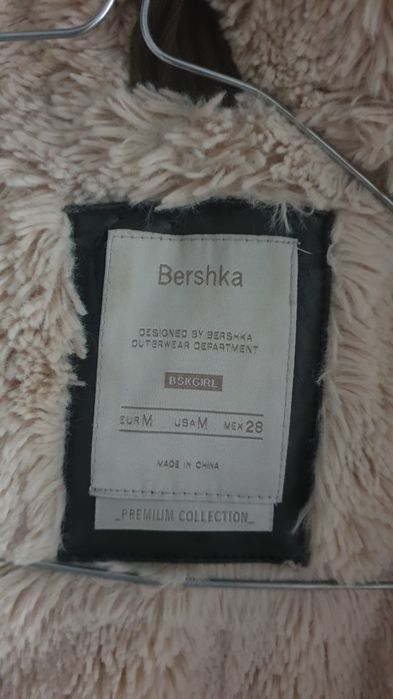 Bershka
DESIGNED BY BERSHKA
OUTERWEAR DEPARTMENT
BSKGIRL
EUR M USA M MEX 28
MADE IN CHINA
_PREMIUM COLLECTION_